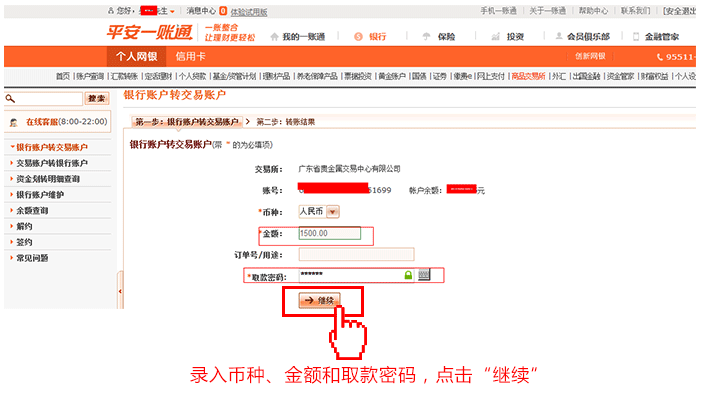 您好，
生
消息中心 0 体验试用版
手机一账通 关于一账通 帮助中心 联系我们 [安全退出
平安一账通
一账整合
让财富更轻松
我的一账通 银行 保险 投资 会员俱乐部 金融管家
个人网银 信用卡 创新网银 95511-
首页 账户查询 汇款转账 定活理财 个人贷款 基金/资管计划 理财产品 养老保障产品 票据投资 黄金账户 国债 证券 缴费e 网上支付 商品交易所 外汇 出国金融 资金管家 财富权益 个人设
搜索
在线客服(8:00-22:00)
银行账户转交易账户
交易账户转银行账户
资金划转明细查询
银行账户维护
余额查询
解约
签约
常见问题
银行账户转交易账户
第一步：银行账户转交易账户 > 第二步：转账结果
银行账户转交易账户(带 * 的为必填项)
交易所： 广东省贵金属交易中心有限公司
账号： 51699 帐户余额： 元
*币种： 人民币
*金额： 1500.00
订单号/用途：
*取款密码： ******
继续
录入币种、金额和取款密码，点击“继续”